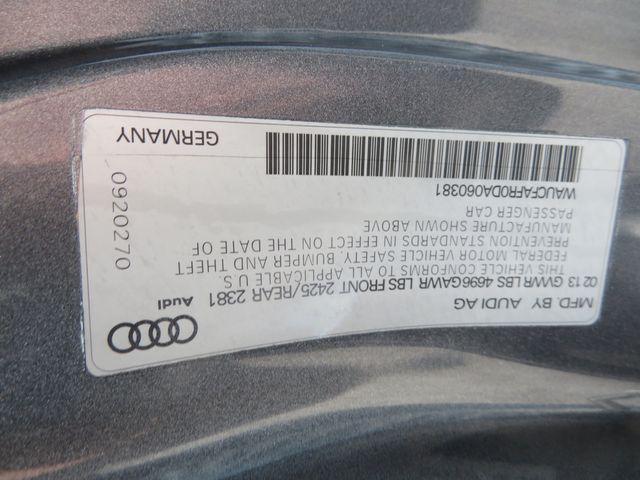 MFD. BY AUDI AG
02 13 GVWR LBS 4696 GAWR LBS FRONT 2425/REAR 2381
THIS VEHICLE CONFORMS TO ALL APPLICABLE U.S.
FEDERAL MOTOR VEHICLE SAFETY, BUMPER AND THEFT
PREVENTION STANDARDS IN EFFECT ON THE DATE OF
MANUFACTURE SHOWN ABOVE
PASSENGER CAR
WAUCFAFR0DA060381
GERMANY
Audi
0920270